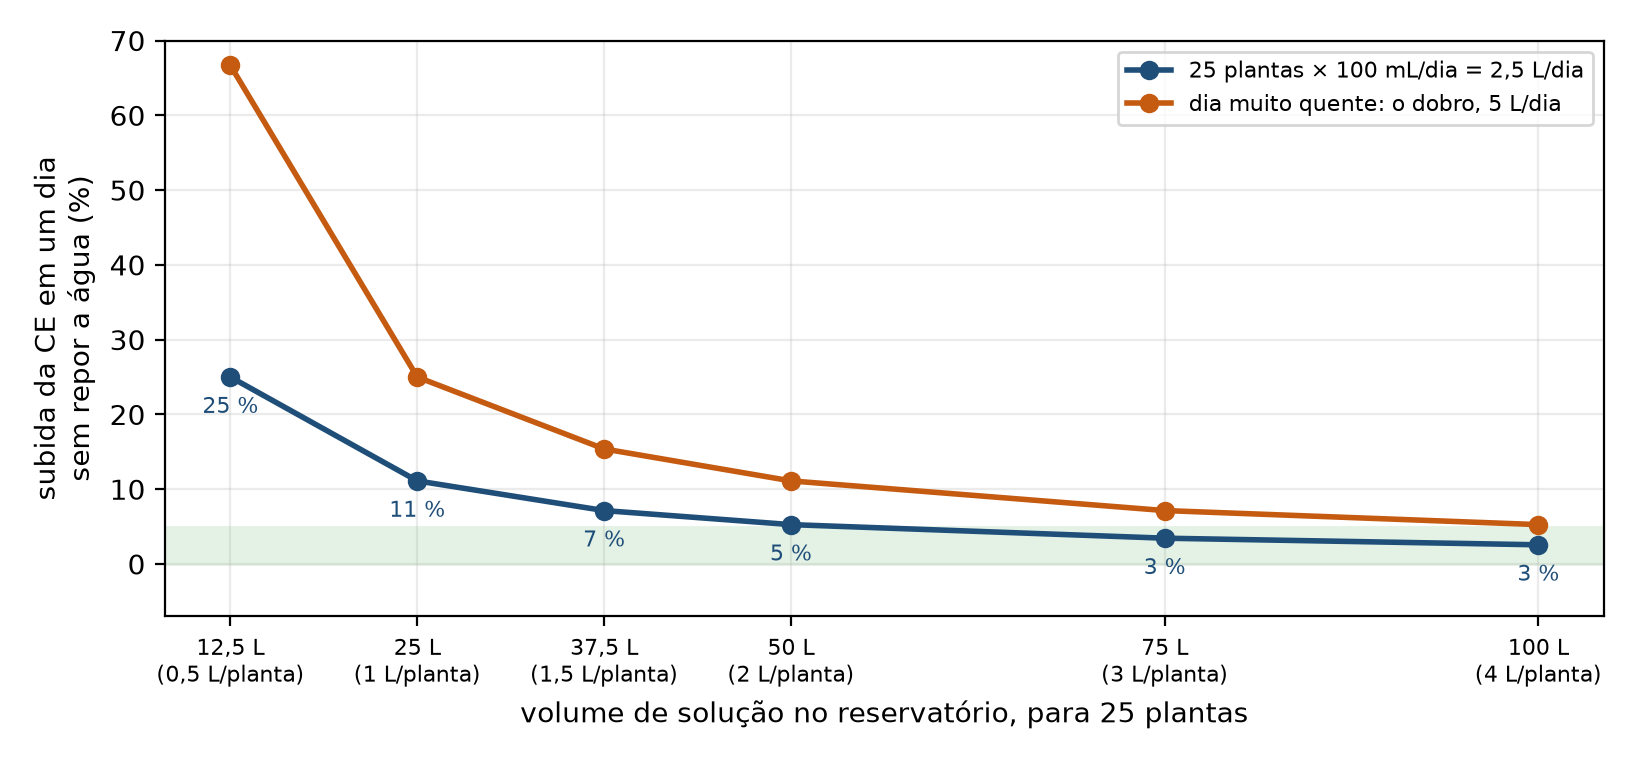 subida da CE em um dia
sem repor a água (%)
70
60
50
40
30
20
10
0
25 plantas × 100 mL/dia = 2,5 L/dia
dia muito quente: o dobro, 5 L/dia
25 %
11 %
7 %
5 %
3 %
3 %
12,5 L
(0,5 L/planta)
25 L
(1 L/planta)
37,5 L
(1,5 L/planta)
50 L
(2 L/planta)
75 L
(3 L/planta)
100 L
(4 L/planta)
volume de solução no reservatório, para 25 plantas